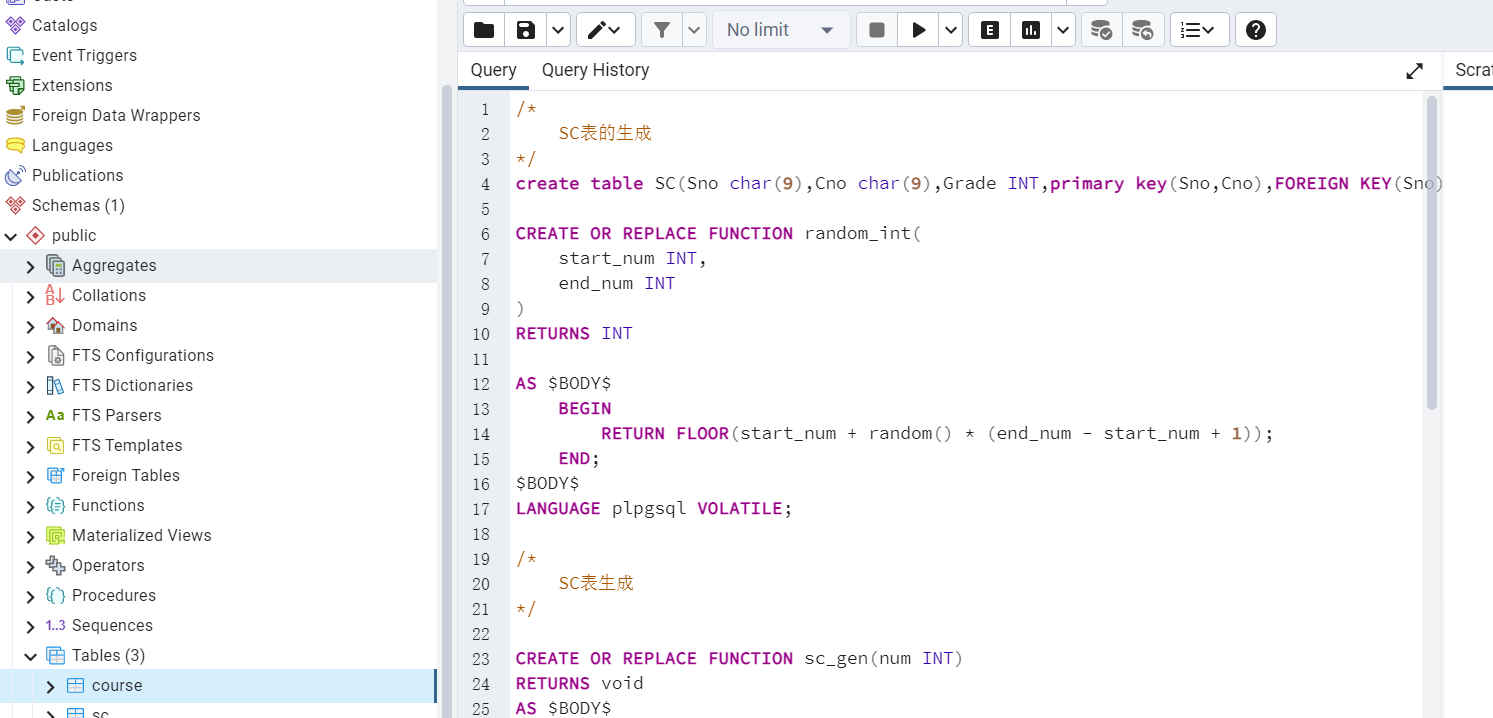 Catalogs
Event Triggers
Extensions
Foreign Data Wrappers
Languages
Publications
Schemas (1)
public
Aggregates
Collations
Domains
FTS Configurations
FTS Dictionaries
Aa FTS Parsers
FTS Templates
Foreign Tables
Functions
Materialized Views
Operators
Procedures
1..3 Sequences
Tables (3)
course
sc
No limit
E
Query Query History
Scrat
1 /*
2 SC表的生成
3 */
4 create table SC(Sno char(9),Cno char(9),Grade INT,primary key(Sno,Cno),FOREIGN KEY(Sno)
5
6 CREATE OR REPLACE FUNCTION random_int(
7 start_num INT,
8 end_num INT
9 )
10 RETURNS INT
11
12 AS $BODY$
13 BEGIN
14 RETURN FLOOR(start_num + random() * (end_num - start_num + 1));
15 END;
16 $BODY$
17 LANGUAGE plpgsql VOLATILE;
18
19 /*
20 SC表生成
21 */
22
23 CREATE OR REPLACE FUNCTION sc_gen(num INT)
24 RETURNS void
25 AS $BODY$